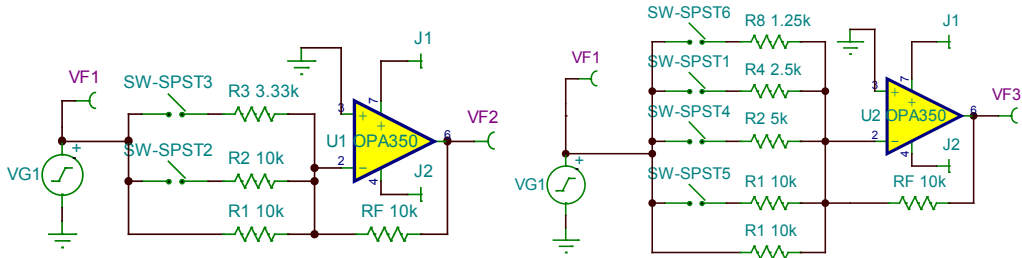 J1
VF1
SW-SPST3
R3 3.33k
3
7
+
+
U1
OPA350
6
VF2
SW-SPST2
R2 10k
2
-
4
J2
+
VG1
R1 10k
RF 10k
SW-SPST6
R8 1.25k
J1
VF1
SW-SPST1
R4 2.5k
3
7
+
+
U2
OPA350
6
VF3
SW-SPST4
R2 5k
2
-
4
J2
+
VG1
SW-SPST5
R1 10k
RF 10k
R1 10k